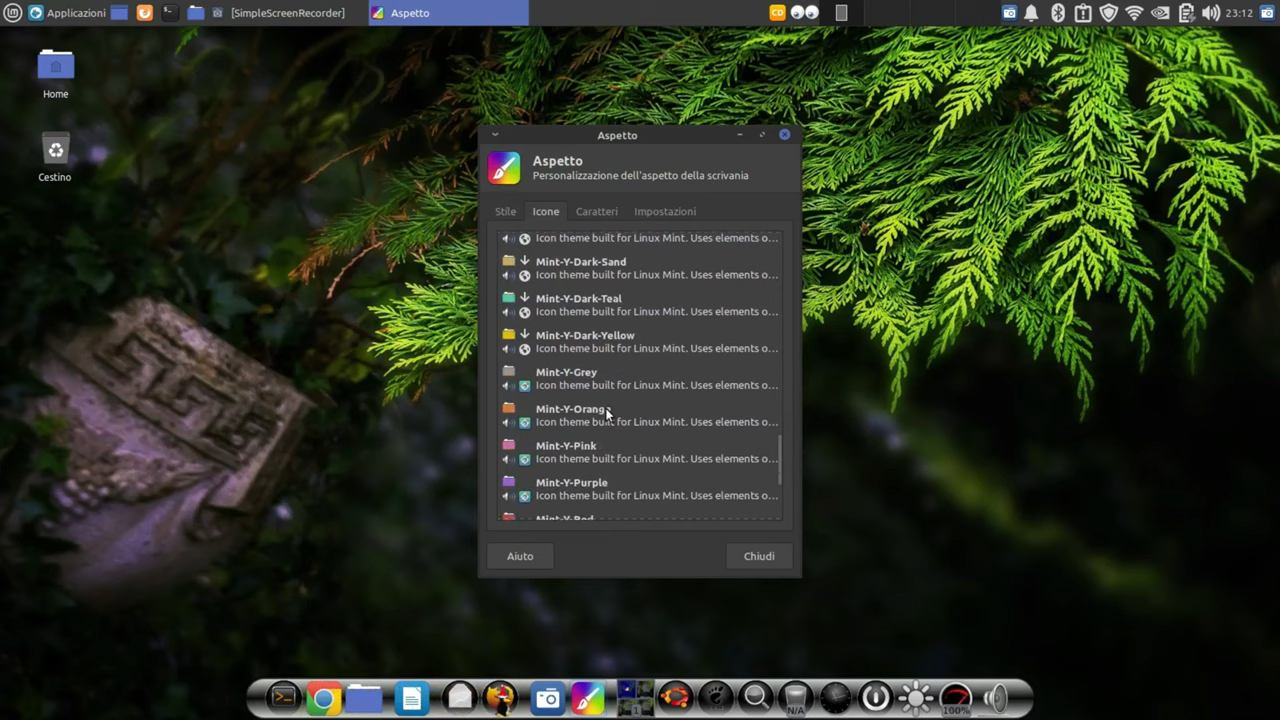 Applicazioni
[SimpleScreenRecorder]
Aspetto
CD
23:12
Home
Cestino
Aspetto
Aspetto
Personalizzazione dell'aspetto della scrivania
Stile
Icone
Caratteri
Impostazioni
Icon theme built for Linux Mint. Uses elements o...
Mint-Y-Dark-Sand
Icon theme built for Linux Mint. Uses elements o...
Mint-Y-Dark-Teal
Icon theme built for Linux Mint. Uses elements o...
Mint-Y-Dark-Yellow
Icon theme built for Linux Mint. Uses elements o...
Mint-Y-Grey
Icon theme built for Linux Mint. Uses elements o...
Mint-Y-Orange
Icon theme built for Linux Mint. Uses elements o...
Mint-Y-Pink
Icon theme built for Linux Mint. Uses elements o...
Mint-Y-Purple
Icon theme built for Linux Mint. Uses elements o...
Mint-Y-Red
Aiuto
Chiudi
1
N/A
100%